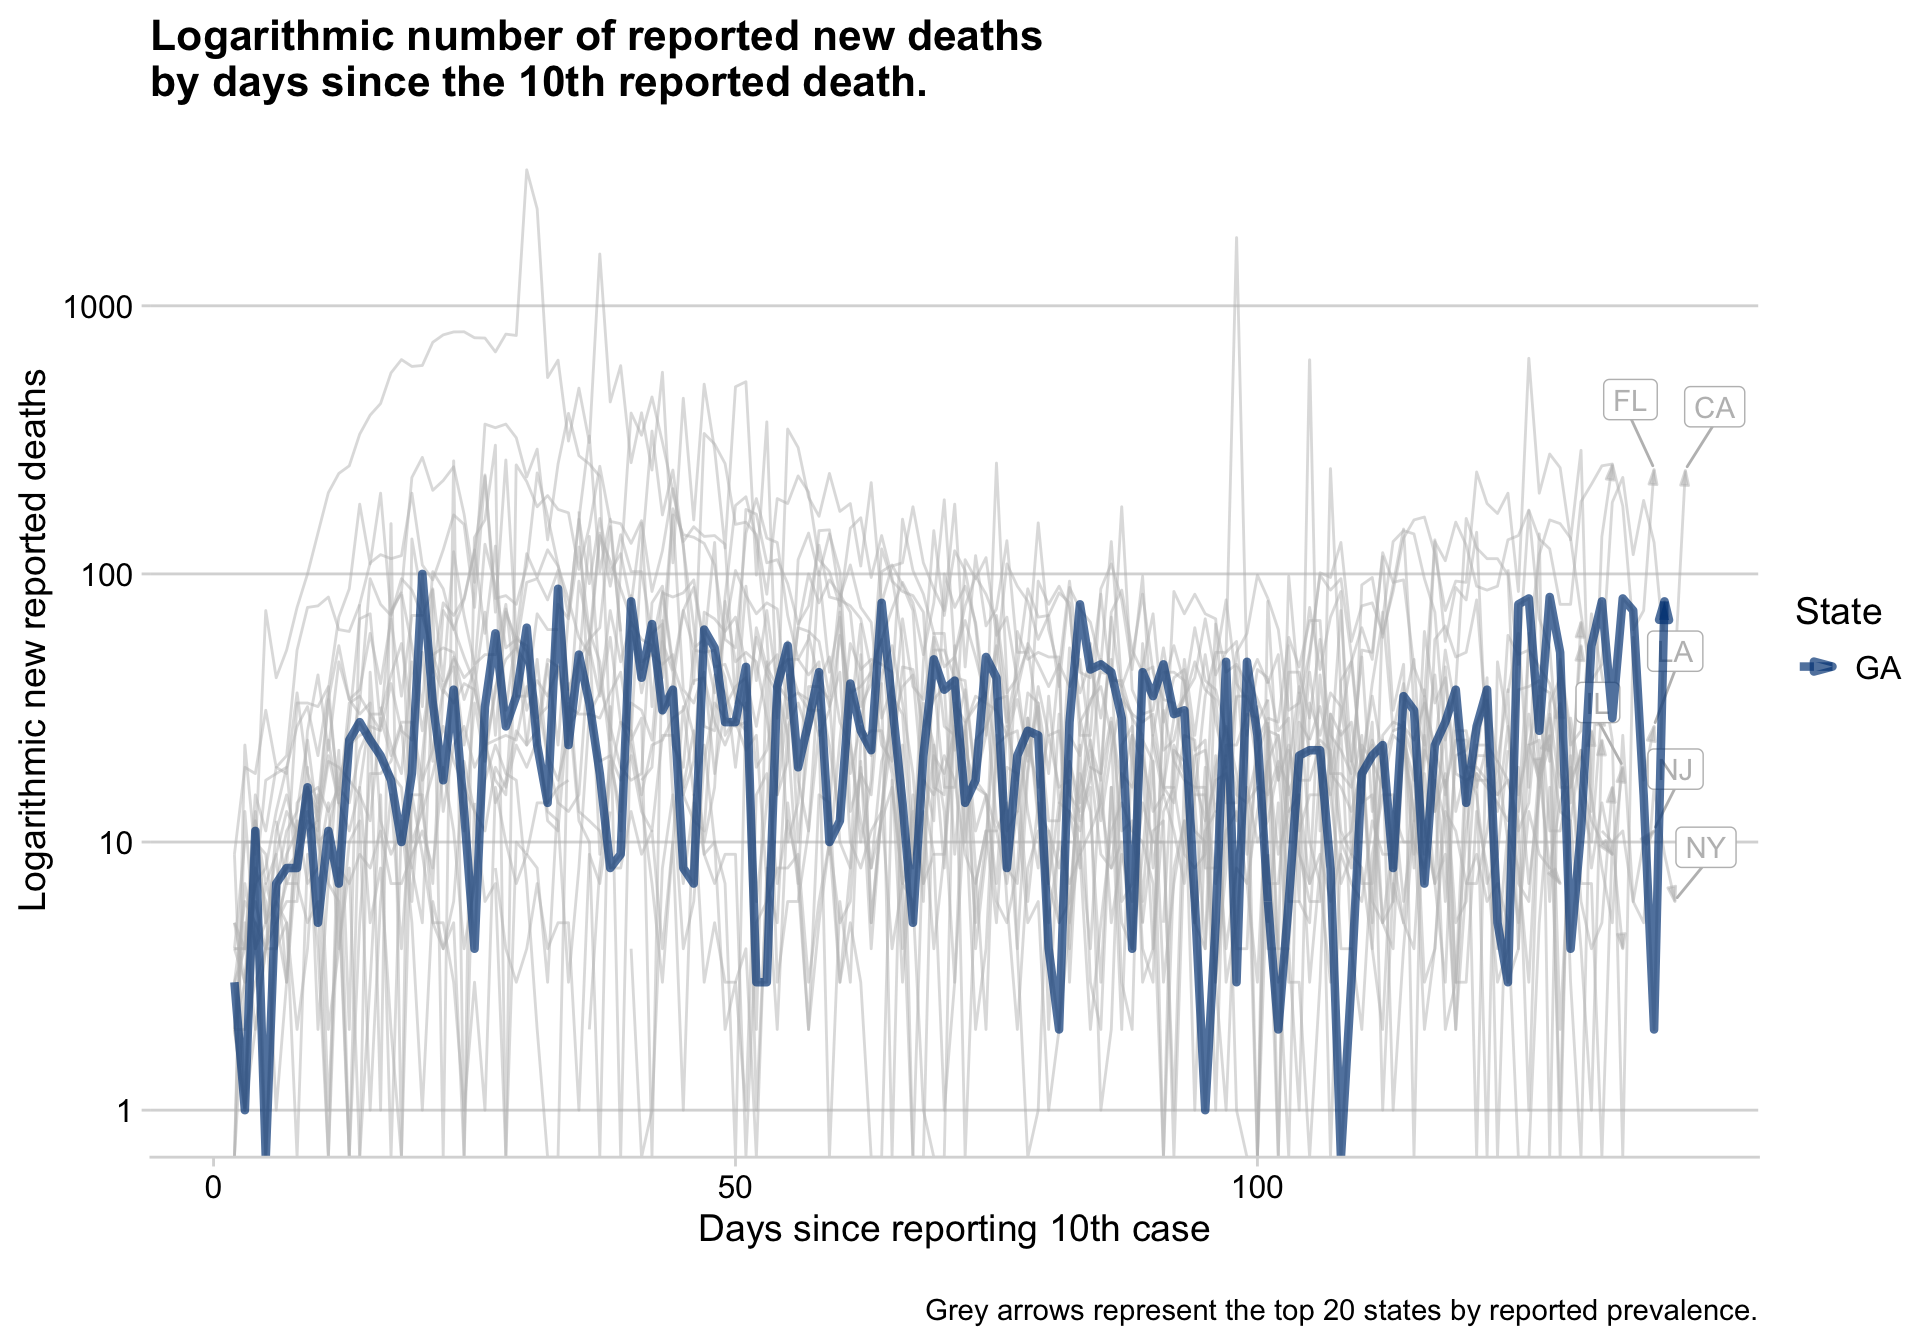 Logarithmic number of reported new deaths
by days since the 10th reported death.
Logarithmic new reported deaths
1000
100
10
1
FL
CA
LA
NJ
NY
State
GA
0
50
100
Days since reporting 10th case
Grey arrows represent the top 20 states by reported prevalence.